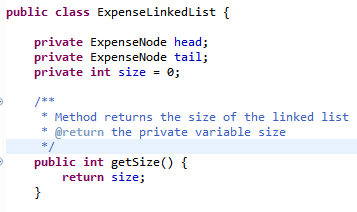 public class ExpenseLinkedList {
private ExpenseNode head;
private ExpenseNode tail;
private int size = 0;
/**
* Method returns the size of the linked list
* @return the private variable size
*/
public int getSize() {
return size;
}